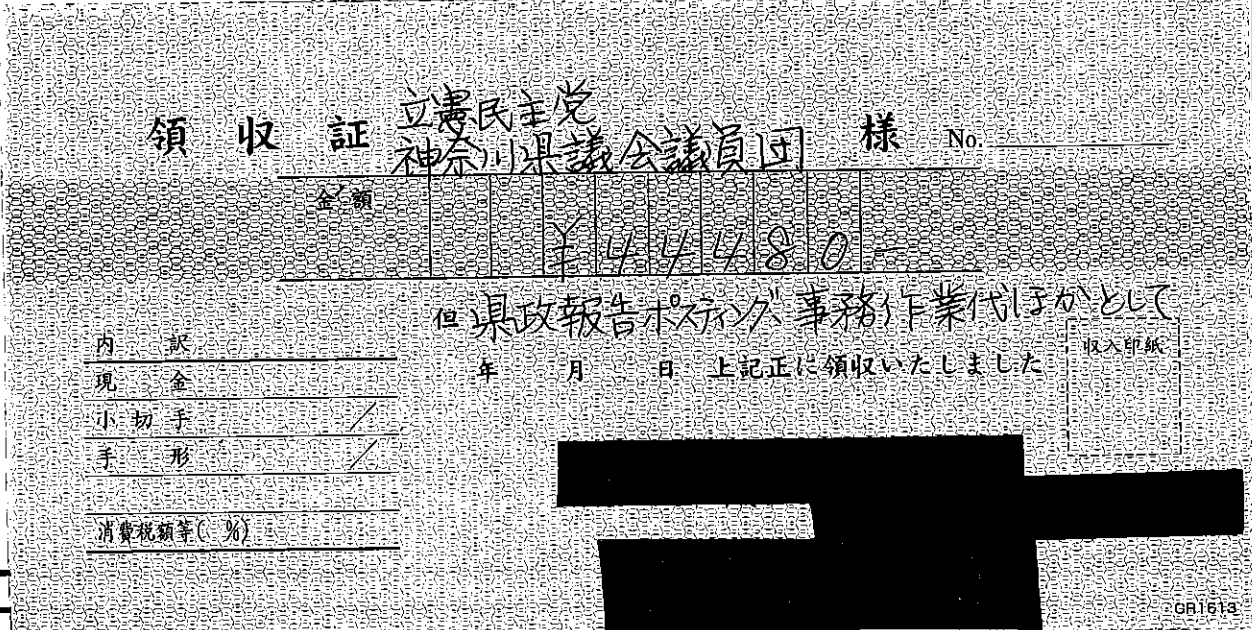 立憲民主党
領収証 神奈川県議会議員団 様 No.
金額 ¥44480-
但 県政報告ポスティング、事務作業代ほかとして
年 月 日 上記正に領収いたしました
収入印紙
内訳
現金
小切手 /
手形 /
消費税額等( %)
GR1613